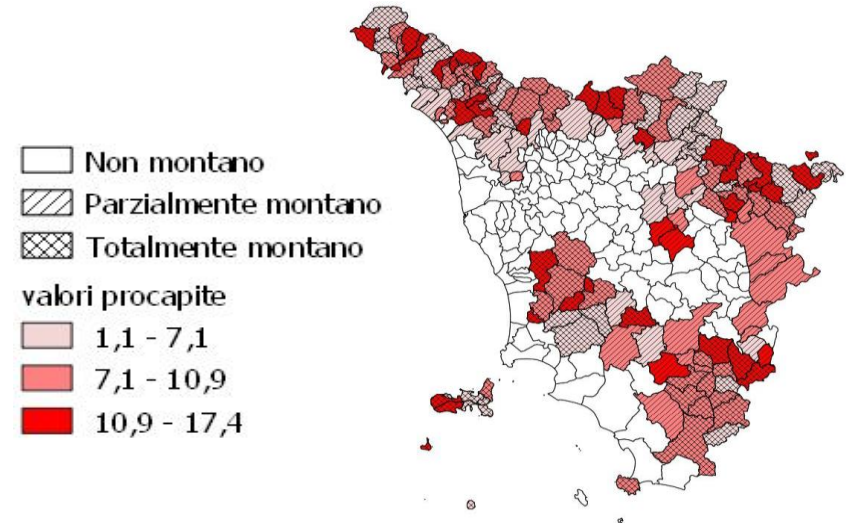 Non montano
Parzialmente montano
Totalmente montano
valori procapite
1,1 - 7,1
7,1 - 10,9
10,9 - 17,4